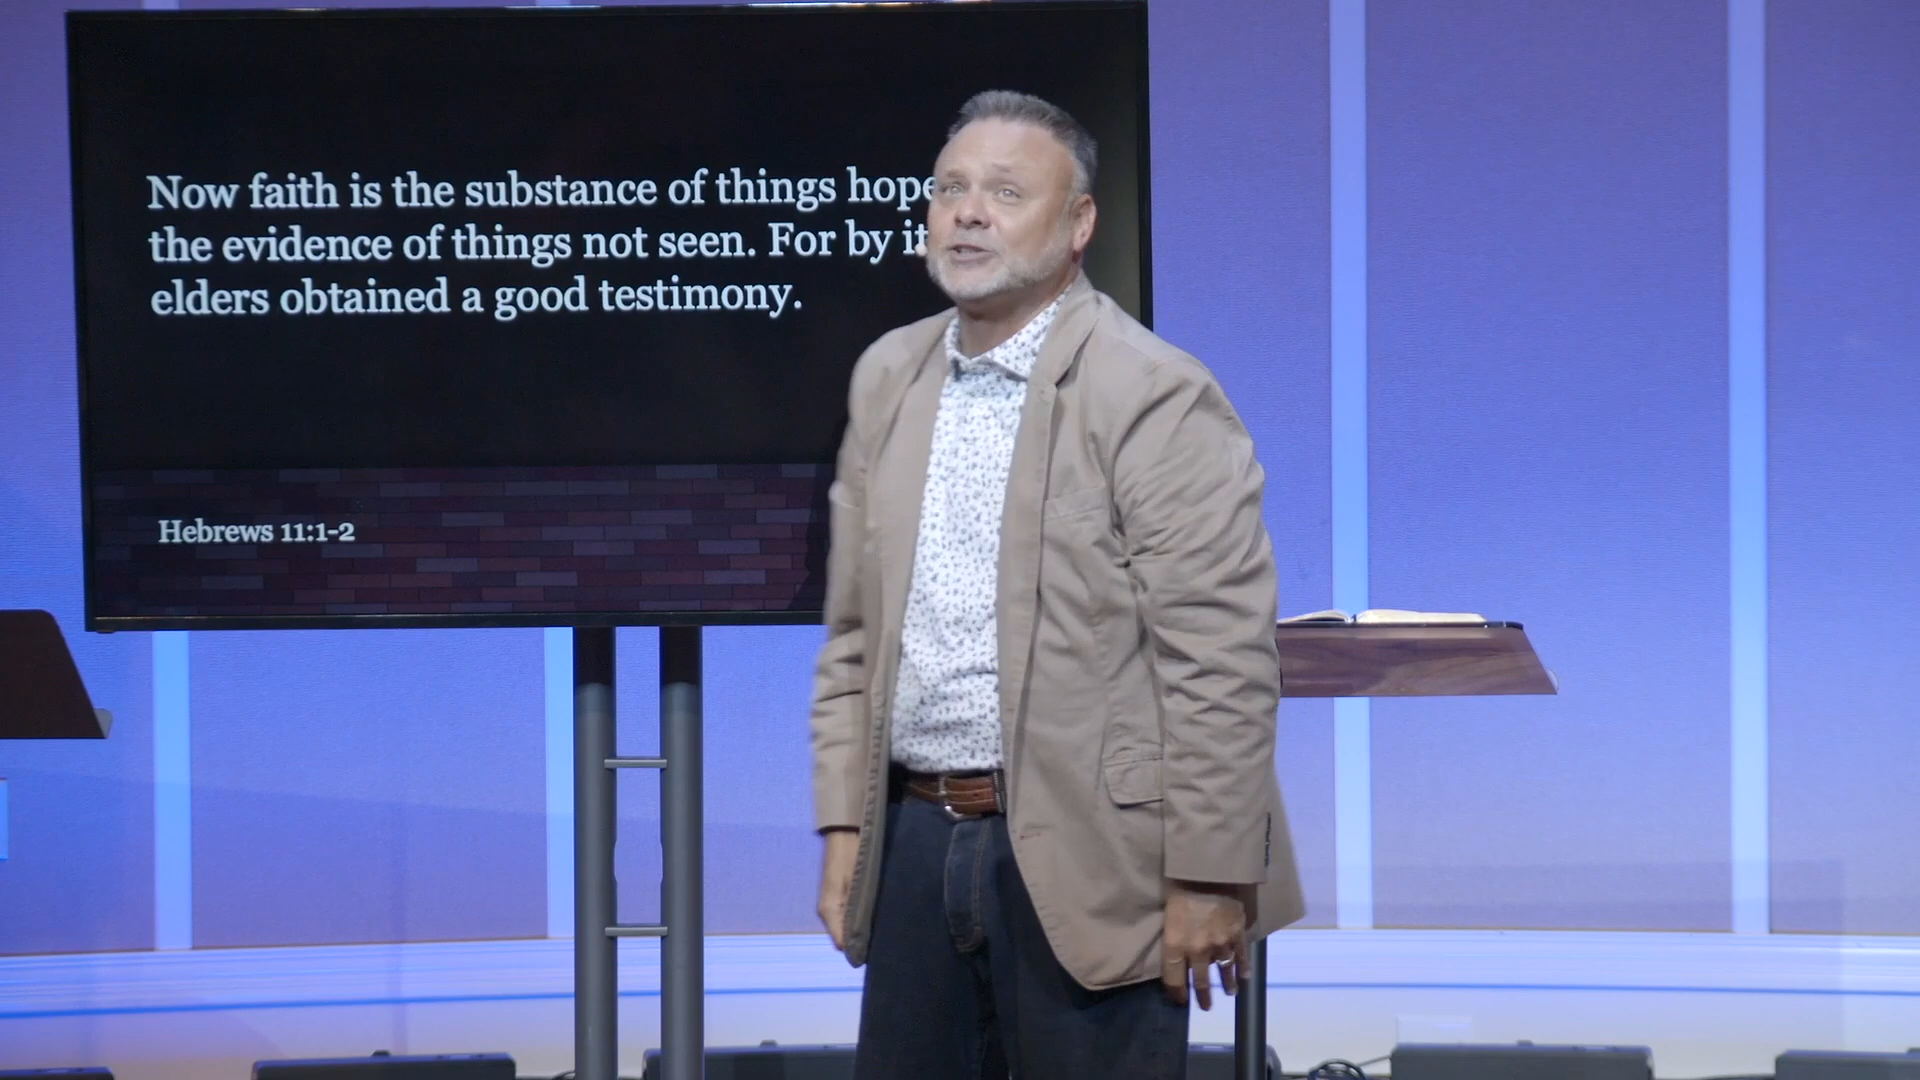 Now faith is the substance of things hope
the evidence of things not seen. For by it
elders obtained a good testimony.
Hebrews 11:1-2